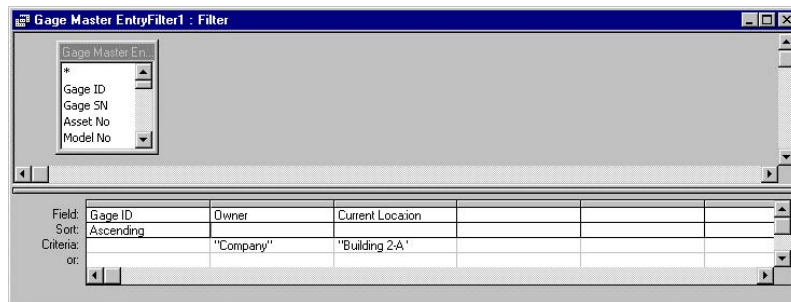 Gage Master EntryFilter1 : Filter
Gage Master En...
*
Gage ID
Gage SN
Asset No
Model No
Field: Gage ID Owner Current Location
Sort: Ascending
Criteria: "Company" "Building 2-A"
or: